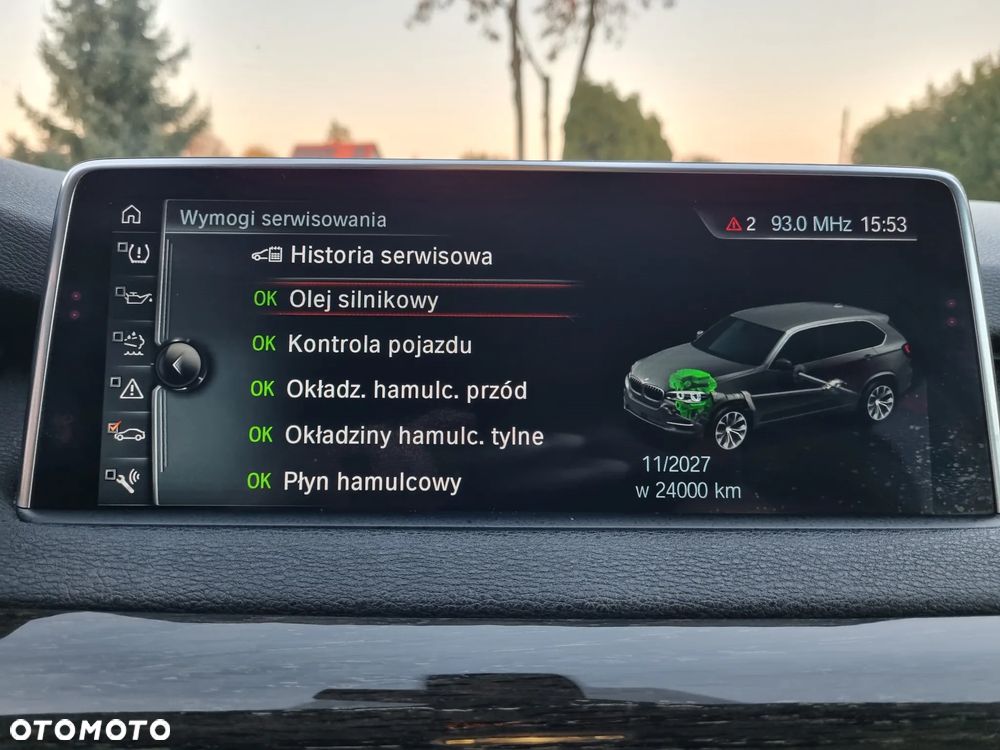 Wymogi serwisowania
2 93.0 MHz 15:53
Historia serwisowa
OK Olej silnikowy
OK Kontrola pojazdu
OK Okładz. hamulc. przód
OK Okładziny hamulc. tylne
OK Płyn hamulcowy
11/2027
w 24000 km
OTOMOTO